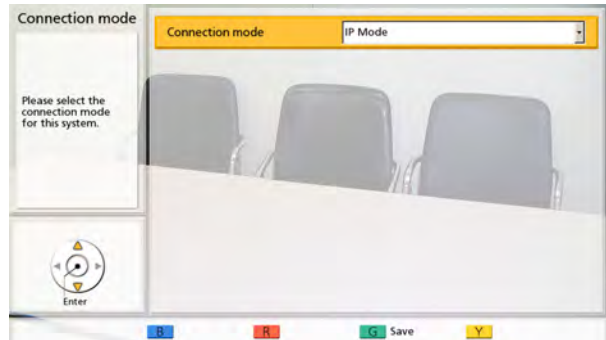 Connection mode
Connection mode
IP Mode
Please select the
connection mode
for this system.
Enter
B
R
G Save
Y